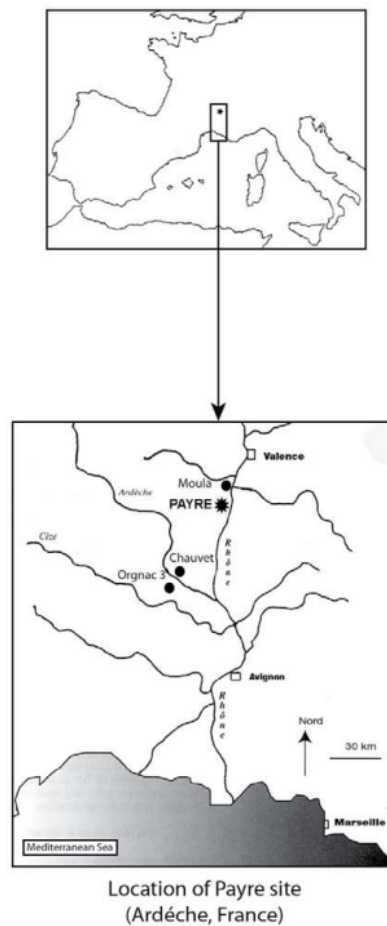 Valence
Moula
Ardèche
PAYRE
Cèze
Rhône
Chauvet
Orgnac 3
Avignon
Rhône
Nord
30 km
Marseille
Mediterranean Sea
Location of Payre site
(Ardéche, France)